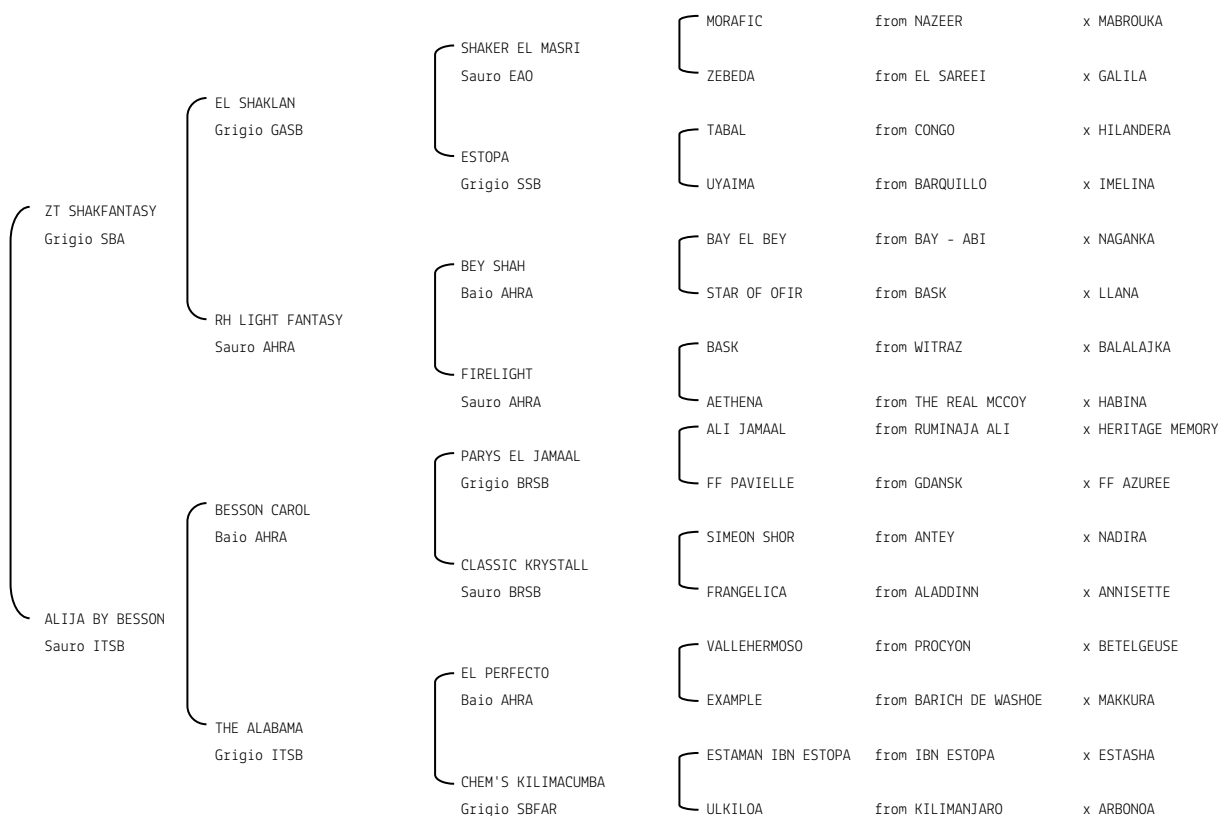 MORAFIC from NAZEER x MABROUKA
SHAKER EL MASRI
Sauro EAO
ZEBEDA from EL SAREEI x GALILA
EL SHAKLAN
Grigio GASB
TABAL from CONGO x HILANDERA
ESTOPA
Grigio SSB
UYAIMA from BARQUILLO x IMELINA
ZT SHAKFANTASY
Grigio SBA
BAY EL BEY from BAY - ABI x NAGANKA
BEY SHAH
Baio AHRA
STAR OF OFIR from BASK x LLANA
RH LIGHT FANTASY
Sauro AHRA
BASK from WITRAZ x BALALAJKA
FIRELIGHT
Sauro AHRA
AETHENA from THE REAL MCCOY x HABINA
ALI JAMAAL from RUMINAJA ALI x HERITAGE MEMORY
PARYS EL JAMAAL
Grigio BRSB
FF PAVIELLE from GDANSK x FF AZUREE
BESSON CAROL
Baio AHRA
SIMEON SHOR from ANTEY x NADIRA
CLASSIC KRYSTALL
Sauro BRSB
FRANGELICA from ALADDINN x ANNISETTE
ALIJA BY BESSON
Sauro ITSB
VALLEHERMOSO from PROCYON x BETELGEUSE
EL PERFECTO
Baio AHRA
EXAMPLE from BARICH DE WASHOE x MAKKURA
THE ALABAMA
Grigio ITSB
ESTAMAN IBN ESTOPA from IBN ESTOPA x ESTASHA
CHEM'S KILIMACUMBA
Grigio SBFAR
ULKILOA from KILIMANJARO x ARBONOA